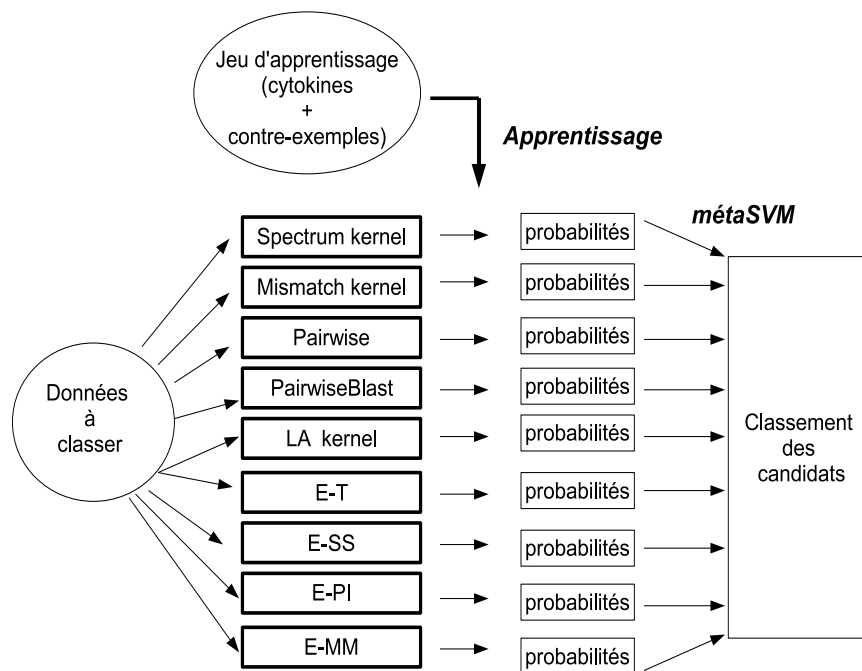 Jeu d'apprentissage
(cytokines
+
contre-exemples)
Apprentissage
métaSVM
Données
à
classer
Spectrum kernel
probabilités
Mismatch kernel
probabilités
Pairwise
probabilités
PairwiseBlast
probabilités
LA kernel
probabilités
E-T
probabilités
E-SS
probabilités
E-PI
probabilités
E-MM
probabilités
Classement
des
candidats